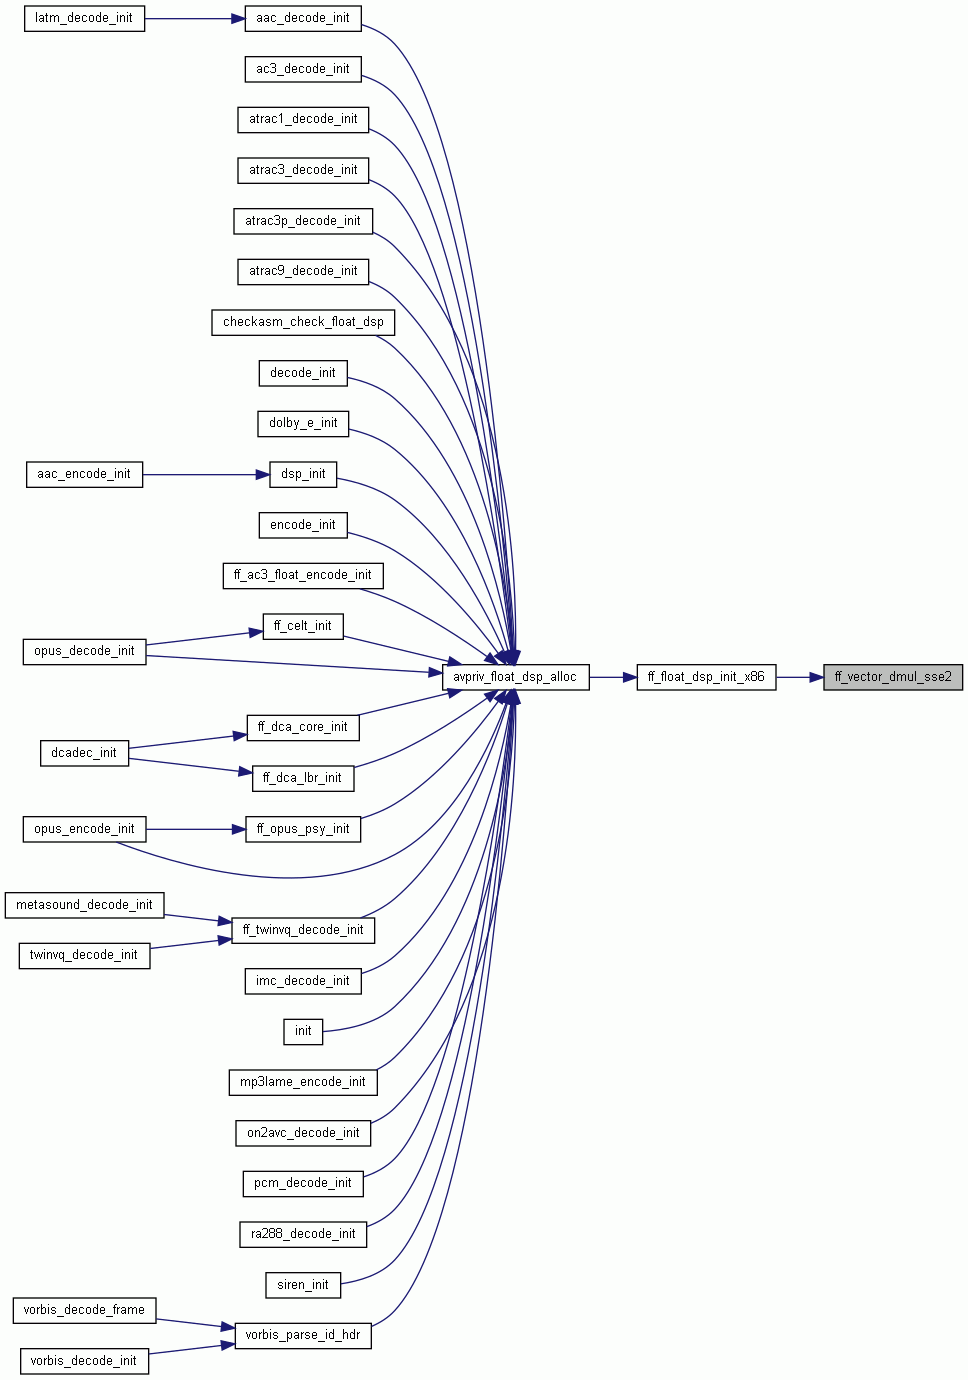 latm_decode_init
aac_decode_init
ac3_decode_init
atrac1_decode_init
atrac3_decode_init
atrac3p_decode_init
atrac9_decode_init
checkasm_check_float_dsp
decode_init
dolby_e_init
aac_encode_init
dsp_init
encode_init
ff_ac3_float_encode_init
ff_celt_init
opus_decode_init
avpriv_float_dsp_alloc
ff_float_dsp_init_x86
ff_vector_dmul_sse2
ff_dca_core_init
dcadec_init
ff_dca_lbr_init
opus_encode_init
ff_opus_psy_init
metasound_decode_init
ff_twinvq_decode_init
twinvq_decode_init
imc_decode_init
init
mp3lame_encode_init
on2avc_decode_init
pcm_decode_init
ra288_decode_init
siren_init
vorbis_decode_frame
vorbis_parse_id_hdr
vorbis_decode_init